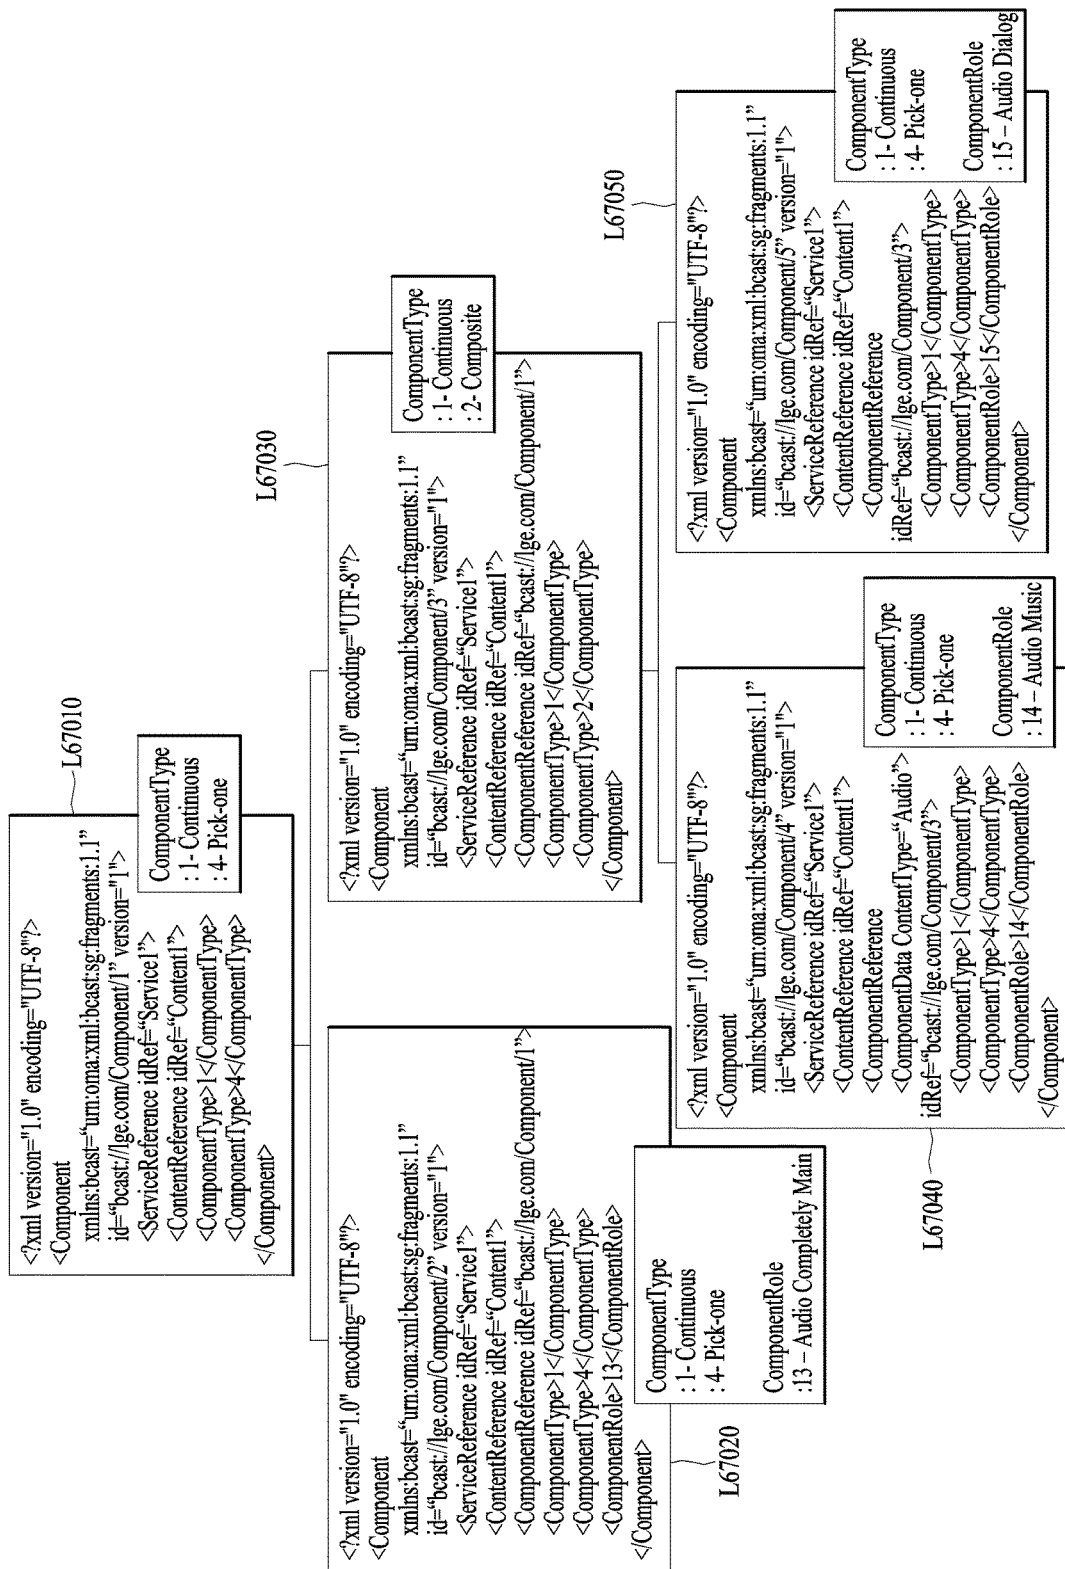 L67010
<?xml version="1.0" encoding="UTF-8"?>
<Component
xmlns:bcast=“urn:oma:xml:bcast:sg:fragments:1.1”
id=“bcast://lge.com/Component/1” version="1">
<ServiceReference idRef=“Service1”>
<ContentReference idRef=“Content1”>
<ComponentType>1</ComponentType>
<ComponentType>4</ComponentType>
</Component>
ComponentType
: 1- Continuous
: 4- Pick-one
<?xml version="1.0" encoding="UTF-8"?>
<Component
xmlns:bcast=“urn:oma:xml:bcast:sg:fragments:1.1”
id=“bcast://lge.com/Component/2” version="1">
<ServiceReference idRef=“Service1”>
<ContentReference idRef=“Content1”>
<ComponentReference idRef=“bcast://lge.com/Component/1”>
<ComponentType>1</ComponentType>
<ComponentType>4</ComponentType>
<ComponentRole>13</ComponentRole>
</Component>
ComponentType
: 1- Continuous
: 4- Pick-one
ComponentRole
:13 – Audio Completely Main
L67020
L67030
<?xml version="1.0" encoding="UTF-8"?>
<Component
xmlns:bcast=“urn:oma:xml:bcast:sg:fragments:1.1”
id=“bcast://lge.com/Component/3” version="1">
<ServiceReference idRef=“Service1”>
<ContentReference idRef=“Content1”>
<ComponentReference idRef=“bcast://lge.com/Component/1”>
<ComponentType>1</ComponentType>
<ComponentType>2</ComponentType>
</Component>
ComponentType
: 1- Continuous
: 2- Composite
<?xml version="1.0" encoding="UTF-8"?>
<Component
xmlns:bcast=“urn:oma:xml:bcast:sg:fragments:1.1”
id=“bcast://lge.com/Component/4” version="1">
<ServiceReference idRef=“Service1”>
<ContentReference idRef=“Content1”>
<ComponentReference
<ComponentData ContentType=“Audio”>
idRef=“bcast://lge.com/Component/3”>
<ComponentType>1</ComponentType>
<ComponentType>4</ComponentType>
<ComponentRole>14</ComponentRole>
</Component>
ComponentType
: 1- Continuous
: 4- Pick-one
ComponentRole
: 14 – Audio Music
L67040
L67050
<?xml version="1.0" encoding="UTF-8"?>
<Component
xmlns:bcast=“urn:oma:xml:bcast:sg:fragments:1.1”
id=“bcast://lge.com/Component/5” version="1">
<ServiceReference idRef=“Service1”>
<ContentReference idRef=“Content1”>
<ComponentReference
idRef=“bcast://lge.com/Component/3”>
<ComponentType>1</ComponentType>
<ComponentType>4</ComponentType>
<ComponentRole>15</ComponentRole>
</Component>
ComponentType
: 1- Continuous
: 4- Pick-one
ComponentRole
: 15 – Audio Dialog